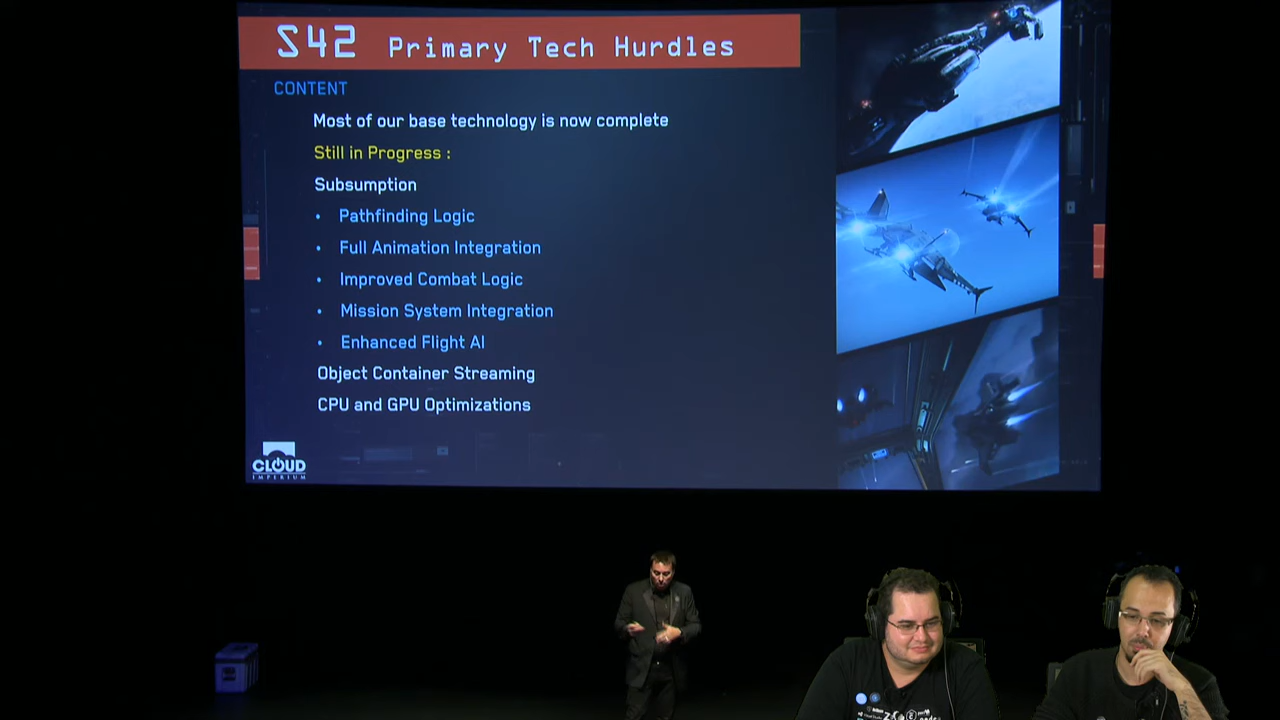 S42 Primary Tech Hurdles
CONTENT
Most of our base technology is now complete
Still in Progress :
Subsumption
• Pathfinding Logic
• Full Animation Integration
• Improved Combat Logic
• Mission System Integration
• Enhanced Flight AI
Object Container Streaming
CPU and GPU Optimizations
CLOUD
IMPERIUM